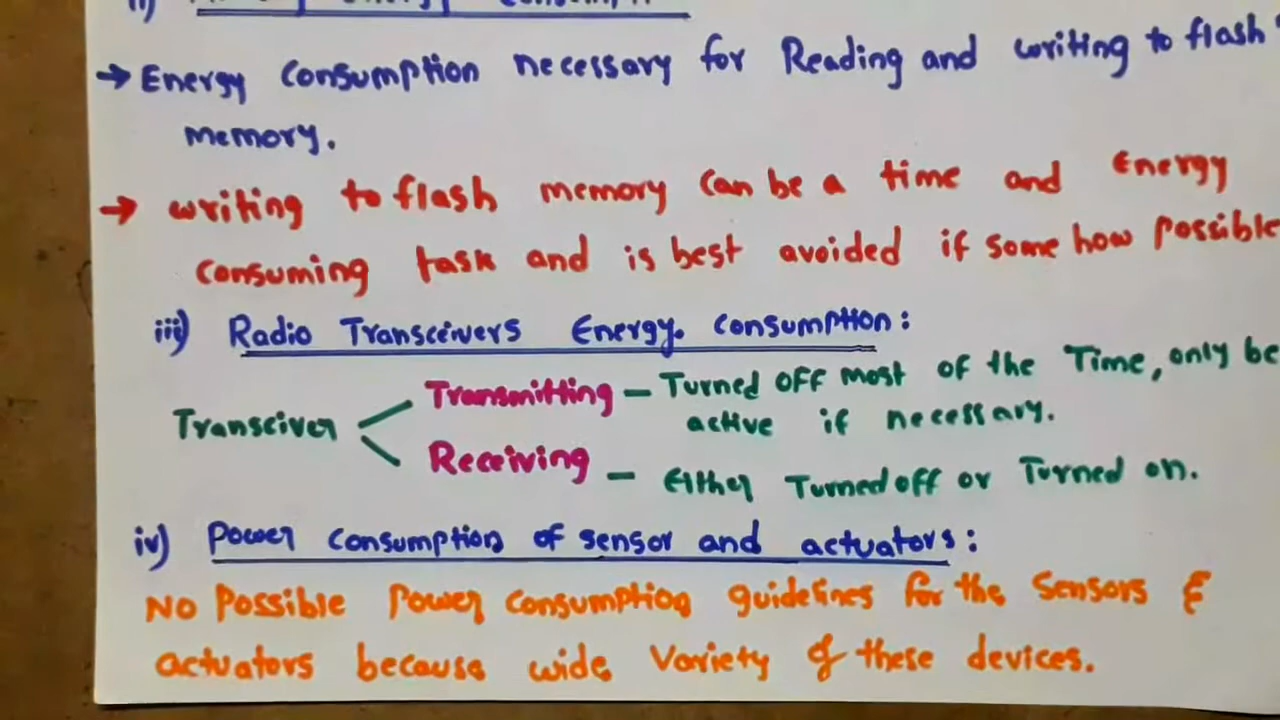 → Energy consumption necessary for Reading and writing to flash
memory.
→ writing to flash memory can be a time and Energy
consuming task and is best avoided if some how possible
iii) Radio Transceivers Energy. consumption:
Transmitting – Turned OFF most of the Time, only be
active if necessary.
Transciver
Receiving – Either Turned off or Turned on.
iv) Power consumption of sensor and actuators:
No Possible Power consumption guidelines for the Sensors &
actuators because wide Variety of these devices.